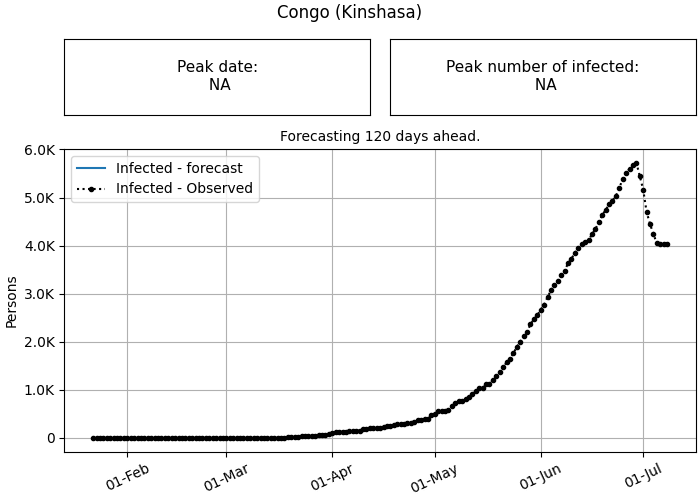 Congo (Kinshasa)
Peak date:
NA
Peak number of infected:
NA
Forecasting 120 days ahead.
Infected - forecast
Infected - Observed
Persons
6.0K
5.0K
4.0K
3.0K
2.0K
1.0K
0
01-Feb
01-Mar
01-Apr
01-May
01-Jun
01-Jul